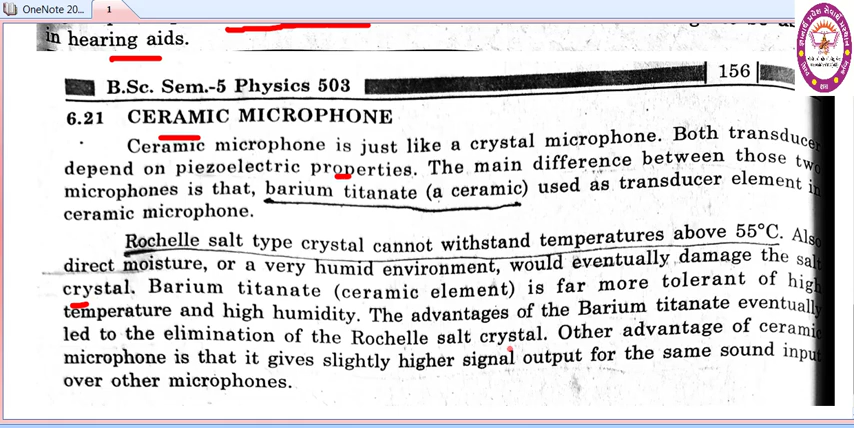 OneNote 20...
1
in hearing aids.
B.Sc. Sem.-5 Physics 503
156
6.21 CERAMIC MICROPHONE
Ceramic microphone is just like a crystal microphone. Both transducer
depend on piezoelectric properties. The main difference between those two
microphones is that, barium titanate (a ceramic) used as transducer element in
ceramic microphone.
Rochelle salt type crystal cannot withstand temperatures above 55°C. Also
direct moisture, or a very humid environment, would eventually damage the salt
crystal. Barium titanate (ceramic element) is far more tolerant of high
temperature and high humidity. The advantages of the Barium titanate eventually
led to the elimination of the Rochelle salt crystal. Other advantage of ceramic
microphone is that it gives slightly higher signal output for the same sound input
over other microphones.